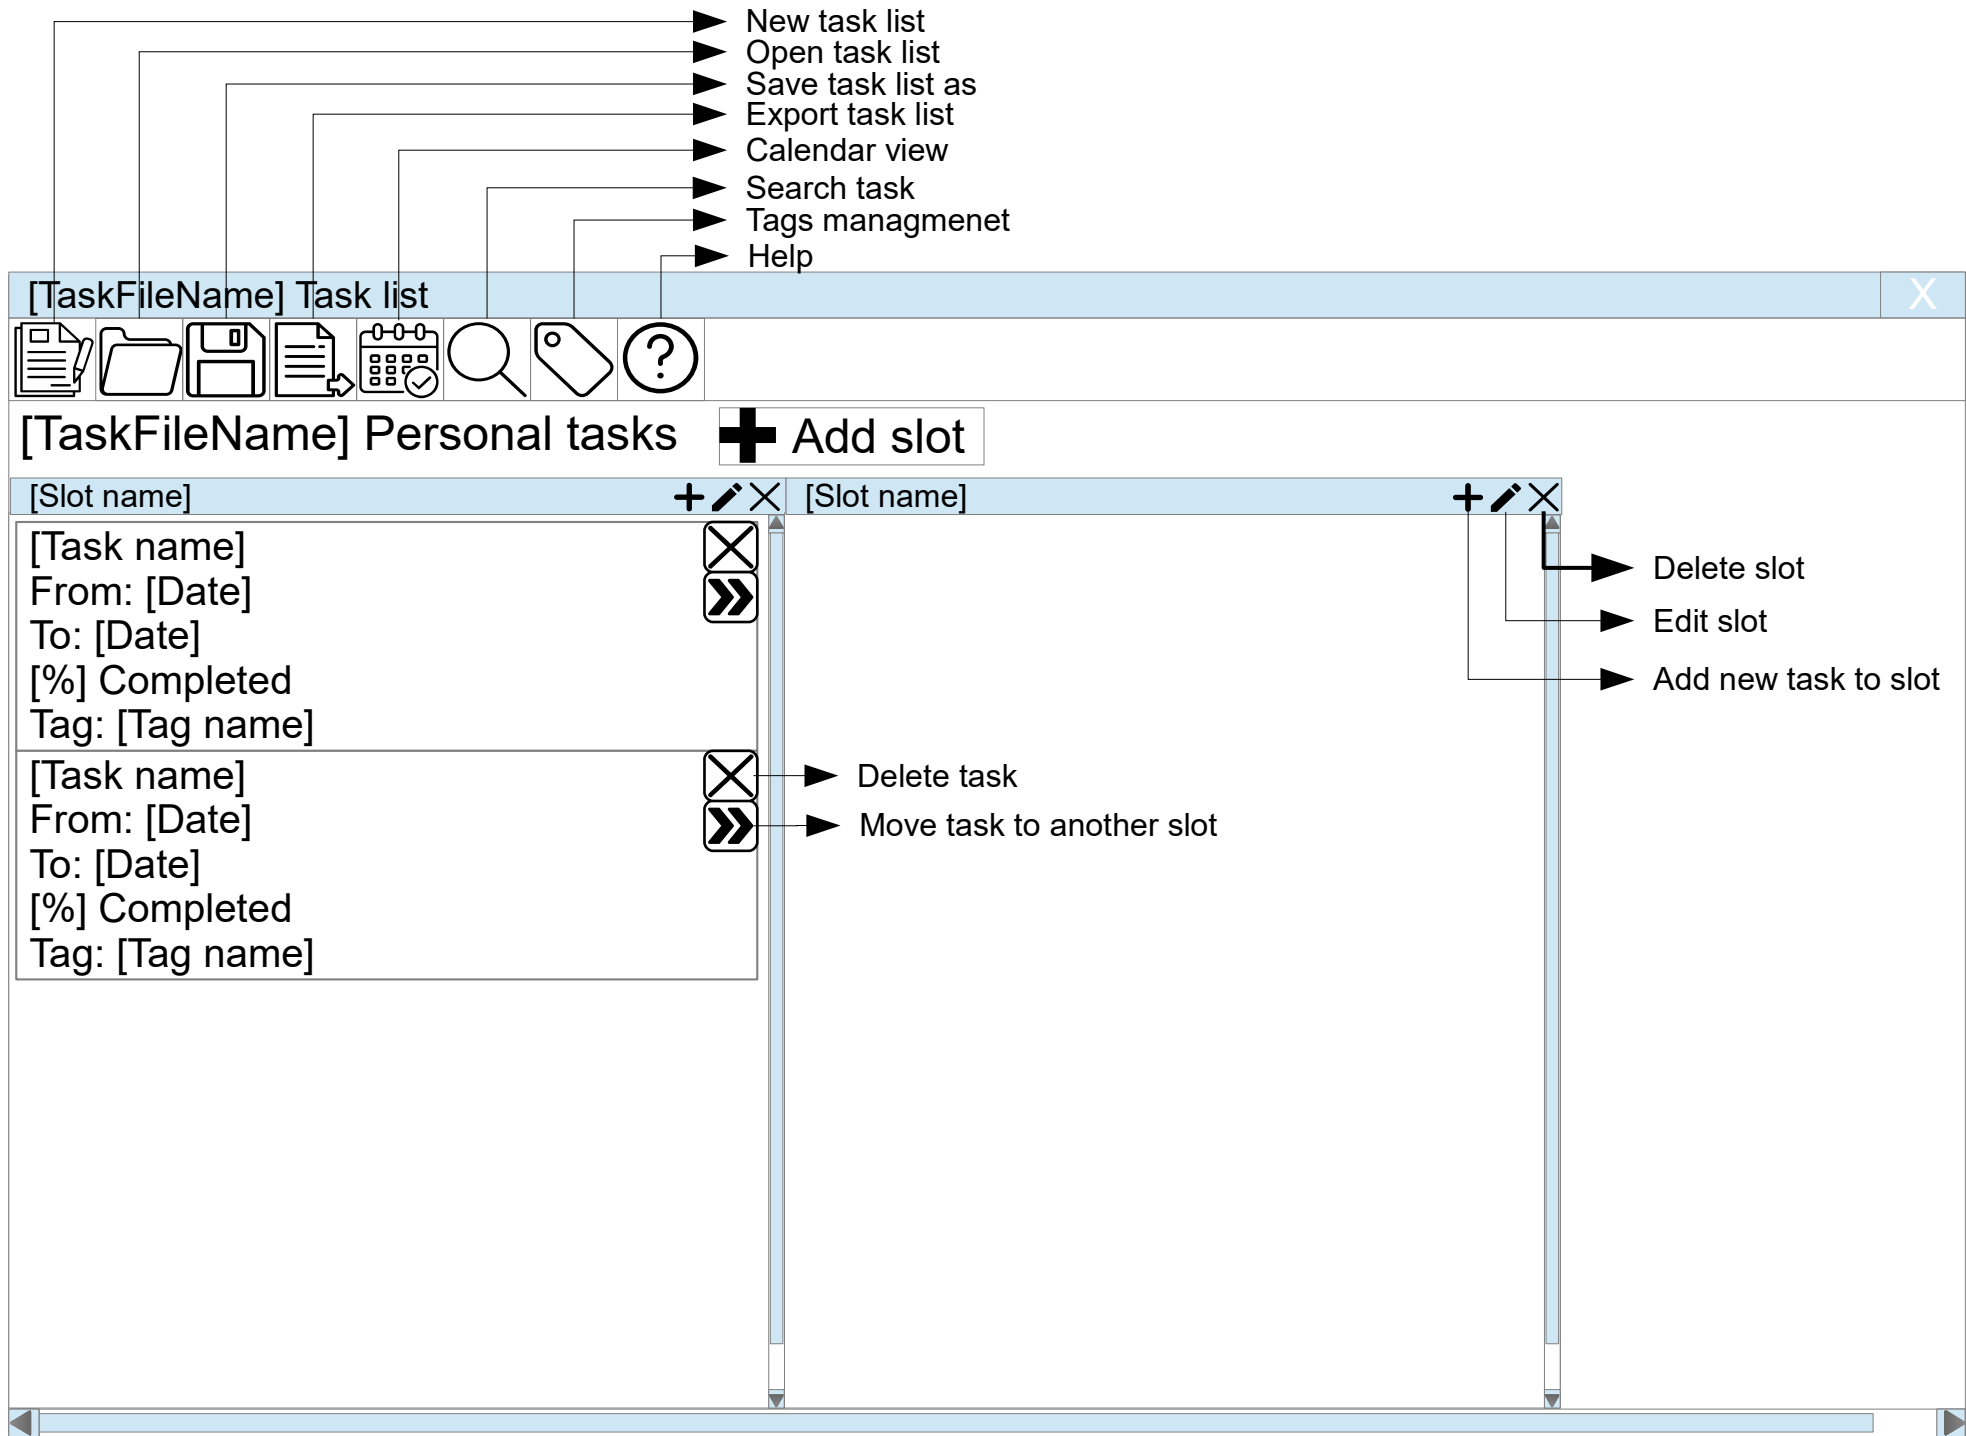 New task list
Open task list
Save task list as
Export task list
Calendar view
Search task
Tags managmenet
Help
[TaskFileName] Task list
X
?
[TaskFileName] Personal tasks
Add slot
[Slot name]
[Slot name]
[Task name]
From: [Date]
To: [Date]
[%] Completed
Tag: [Tag name]
Delete slot
Edit slot
Add new task to slot
[Task name]
From: [Date]
To: [Date]
[%] Completed
Tag: [Tag name]
Delete task
Move task to another slot